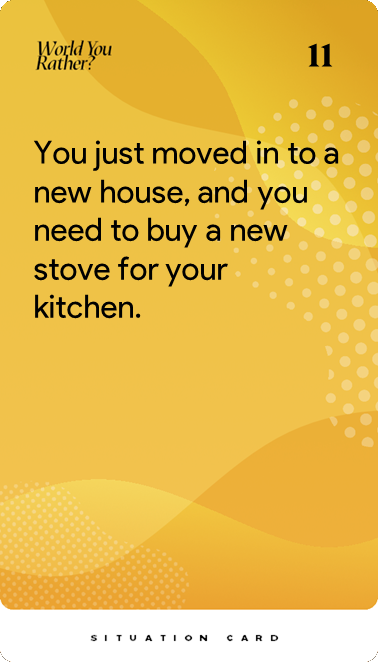 World You
Rather?
11
You just moved in to a
new house, and you
need to buy a new
stove for your
kitchen.
SITUATION CARD